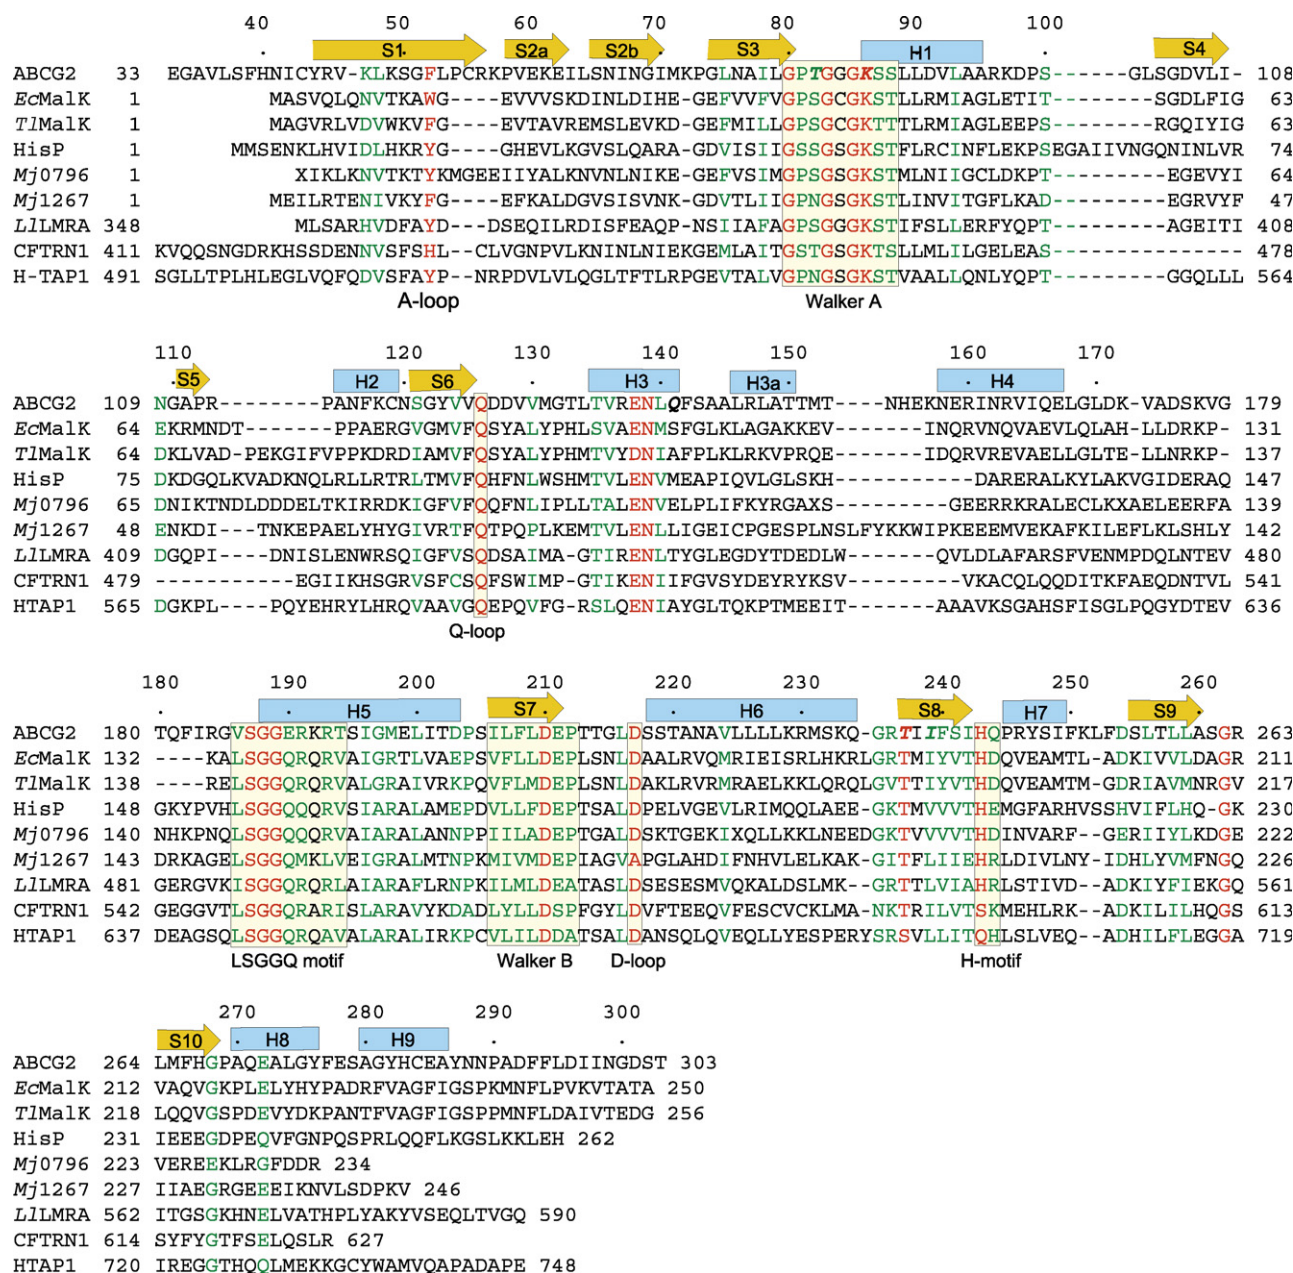 40 50 60 70 80 90 100
S1 S2a S2b S3 H1 S4
ABCG2 33 EGAVLSFHNICYRV-KLKSGFLPCRKPVEKEILSNINGIMKPGLNAILGPTGGGKSSLLDVLAARKDPS------GLSGDVLI- 108
EcMalK 1 MASVQLQNVTKAWG----EVVVSKDINLDIHE-GEFVVFVGPSGCGKSTLLRMIAGLETIT--------SGDLFIG 63
TlMalK 1 MAGVRLVDVWKVFG----EVTAVREMSLEVKD-GEFMILLGPSGCGKTTTLRMIAGLEEPS--------RGQIYIG 63
HisP 1 MMSENKLHVIDLHKRYG----GHEVLKGVSLQARA-GDVISIIGSSGSGKSTFLRCINFLEKPSEGAIIVNGQNINLVR 74
Mj0796 1 XIKLKNVTKTYKMGEEIIYALKNVNLNIKE-GEFVSIMGPSGSGKSTMLNIIGCLDKPT--------EGEVYI 64
Mj1267 1 MEILRTENIVKYFG----EFKALDGVSISVNK-GDVTLIIGPNGSGKSTLINVITGFLKAD--------EGRVYF 47
LlLMRA 348 MLSARHVDFAYD----DSEQILRDISFEAQP-NSIIAFAGPSGGGKSTIFSLLERFYQPT--------AGEITI 408
CFTRN1 411 KVQQSNGDRKHSSDENNVSFSHL--CLVGNPVLKNINLNIEKGEMLAITGSTGSGKTSLLMLILGELEAS------------ 478
H-TAP1 491 SGLLTPLHLEGLVQFQDVSFAYP---NRPDVLVLQGLTFTLRPGEVTALVGPNGSGKSTVAALLQNLYQPT--------GGQLLL 564
A-loop Walker A
110 120 130 140 150 160 170
S5 H2 S6 H3 H3a H4
ABCG2 109 NGAPR--------PANFKCNSGYVVQDDVVMGTLTVRENLQFSAALRLATTMT----NHEKNERINRVIQELGLDK-VADSKVG 179
EcMalK 64 EKRMNDT------PPAERGVGMVFQSYALYPHLSVAENMSFGLKLAGAKKEV-----INQRVNQVAEVLQLAH-LLDRKP- 131
TlMalK 64 DKLVAD-PEKGIFVPPKDRDIAMVFQSYALYPHMTVYDNIAFPLKLRKVPRQE-----IDQRVREVAELLGLTE-LLNRKP- 137
HisP 75 DKDGQLKVADKNQLRLLRTRLTMVFQHFNLWSHMTVLENVMEAPIQVLGLSKH--------DARERALKYLAKVGIDERAQ 147
Mj0796 65 DNIKTNDLDDDELTKIRRDKIGFVFQQFNLIPLLTALENVELPLIFKYRGAXS-------GEERRKRALECLKXAELEERFA 139
Mj1267 48 ENKDI---TNKEPAELYHYGIVRTFQTPQPLKEMTVLENLLIGEICPGESPLNSLFYKKWIPKEEEMVEKAFKILEFLKLSHLY 142
LlLMRA 409 DGQPI----DNISLENWRSQIGFVSQDSAIMA-GTIRENLTYGLEGDYTDEDLW--------QVLDLAFARSFVENMPDQLNTEV 480
CFTRN1 479 ---------EGIIKHSGRVSFCSQFSWIMP-GTIKENIIFGVSYDEYRYKSV--------VKACQLQQDITKFAEQDNTVL 541
HTAP1 565 DGKPL----PQYEHRYLHRQVAAVGQEPQVFG-RSLQENIAYGLTQKPTMEEIT------AAAVKSGAHSFISGLPQGYDTEV 636
Q-loop
180 190 200 210 220 230 240 250 260
H5 S7 H6 S8 H7 S9
ABCG2 180 TQFIRGVSGGERKRTSIGMELITDPSILFLDEPTTGLDSSTANAVLLLLKRMSKQ-GRTIIFSIHQPRYSIFKLFDSLTLLASGR 263
EcMalK 132 ----KALSGGQRQRVAIGRTLVAEPSVFLLDEPLSNLDAALRVQMRIEISRLHKRLGRTMIYVTHDQVEAMTL-ADKIVVLDAGR 211
TlMalK 138 ----RELSGGQRQRVALGRAIVRKPQVFLMDEPLSNLDAKLRVRMRAELKKLQRQLGVTTIYVTHDQVEAMTM-GDRIAVMNRGV 217
HisP 148 GKYPVHLSGGQQQRVSIARALAMEPDVLLFDEPTSALDPELVGEVLRIMQQLAEE-GKTMVVVTHEMGFARHVSSHVIFLHQ-GK 230
Mj0796 140 NHKPNQLSGGQQQRVAIARALANNPPIILADEPTGALDSKTGEKIXQLLKKLNEEDGKTVVVVTHDINVARF--GERIIYLKDGE 222
Mj1267 143 DRKAGELSGGQMKLVEIGRALMTNPKMIVMDEPIAGVAPGLAHDIFNHVLELKAK-GITFLIIEHRLDIVLNY-IDHLYVMFNGQ 226
LlLMRA 481 GERGVKISGGQRQRLAIARAFLRNPKILMLDEATASLDSESESMVQKALDSLMK--GRTTLVIAHRLSTIVD--ADKIYFIEKGQ 561
CFTRN1 542 GEGGVTLSGGQRARISLARAVYKDADLYLLDSPFGYLDVFTEEQVFESCVCKLMA-NKTRILVTSKMEHLRK--ADKILILHQGS 613
HTAP1 637 DEAGSQLSGGQRQAVALARALIRKPCVLILDDATSALDANSQLQVEQLLYESPERYSRSVLLITQHLSLVEQ--ADHILFLEGGA 719
LSGGQ motif Walker B D-loop H-motif
270 280 290 300
S10 H8 H9
ABCG2 264 LMFHGPAQEALGYFESAGYHCEAYNNPADFFLDIINGDST 303
EcMalK 212 VAQVGKPLELYHYPADRFVAGFIGSPKMNFLPVKVTATA 250
TlMalK 218 LQQVGSPDEVYDKPANTFVAGFIGSPPMNFLDAIVTEDG 256
HisP 231 IEEEGDPEQVFGNPQSPRLQQFLKGSLKKLEH 262
Mj0796 223 VEREEKLRGFDDR 234
Mj1267 227 IIAEGRGEEEIKNVLSDPKV 246
LlLMRA 562 ITGSGKHNELVATHPLYAKYVSEQLTVGQ 590
CFTRN1 614 SYFYGTFSELQSLR 627
HTAP1 720 IREGGTHQQLMEKKGCYWAMVQAPADAPE 748